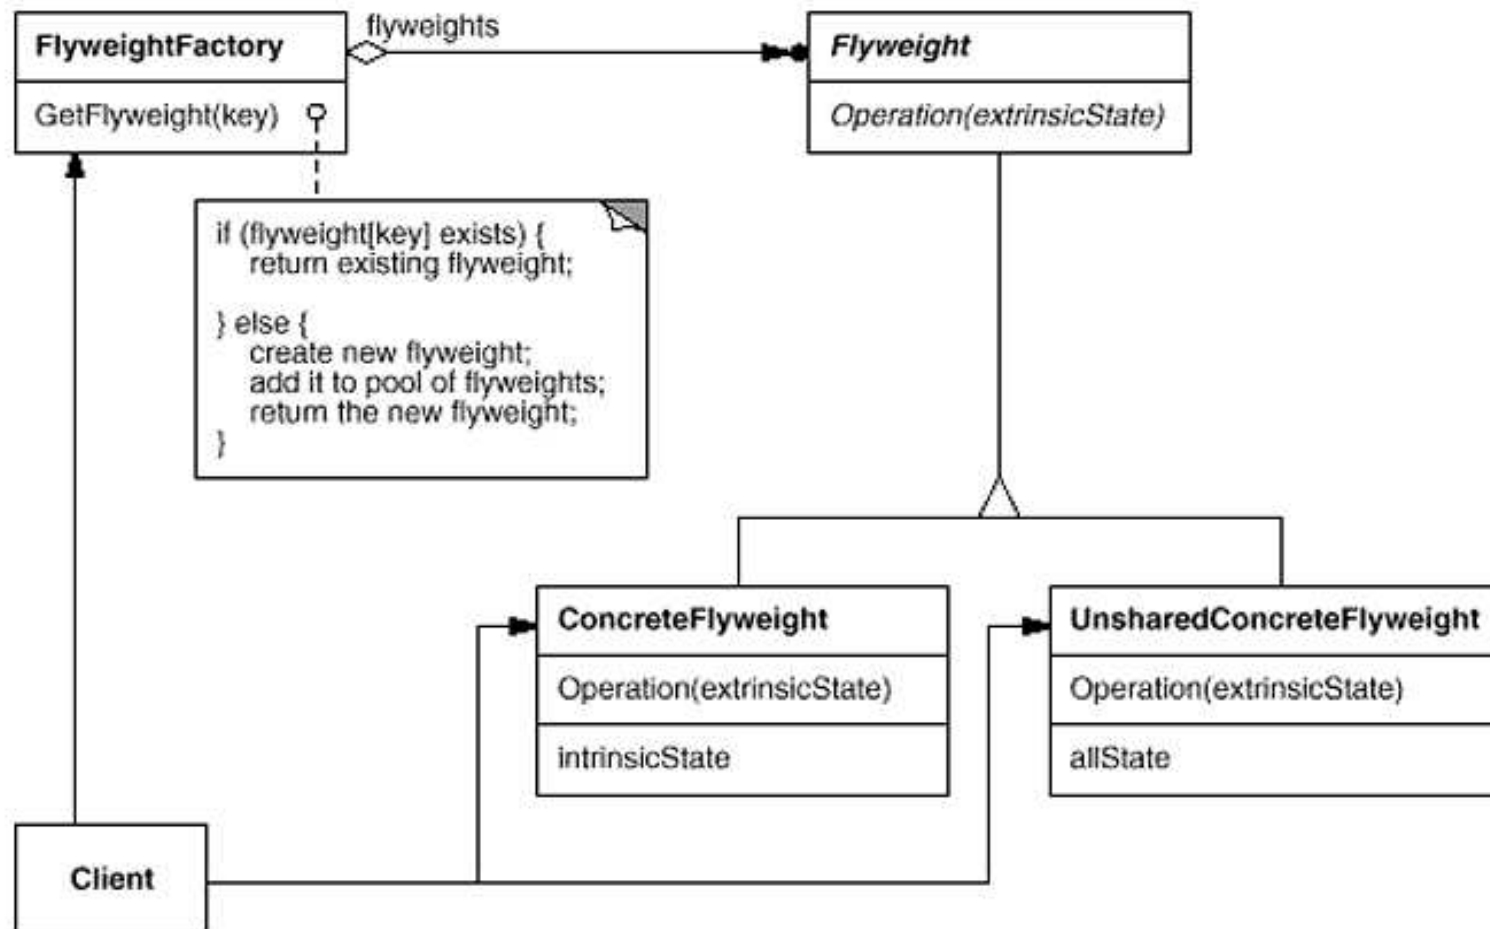 flyweights
FlyweightFactory
GetFlyweight(key)
Flyweight
Operation(extrinsicState)
if (flyweight[key] exists) {
return existing flyweight;
} else {
create new flyweight;
add it to pool of flyweights;
return the new flyweight;
}
ConcreteFlyweight
Operation(extrinsicState)
intrinsicState
UnsharedConcreteFlyweight
Operation(extrinsicState)
allState
Client